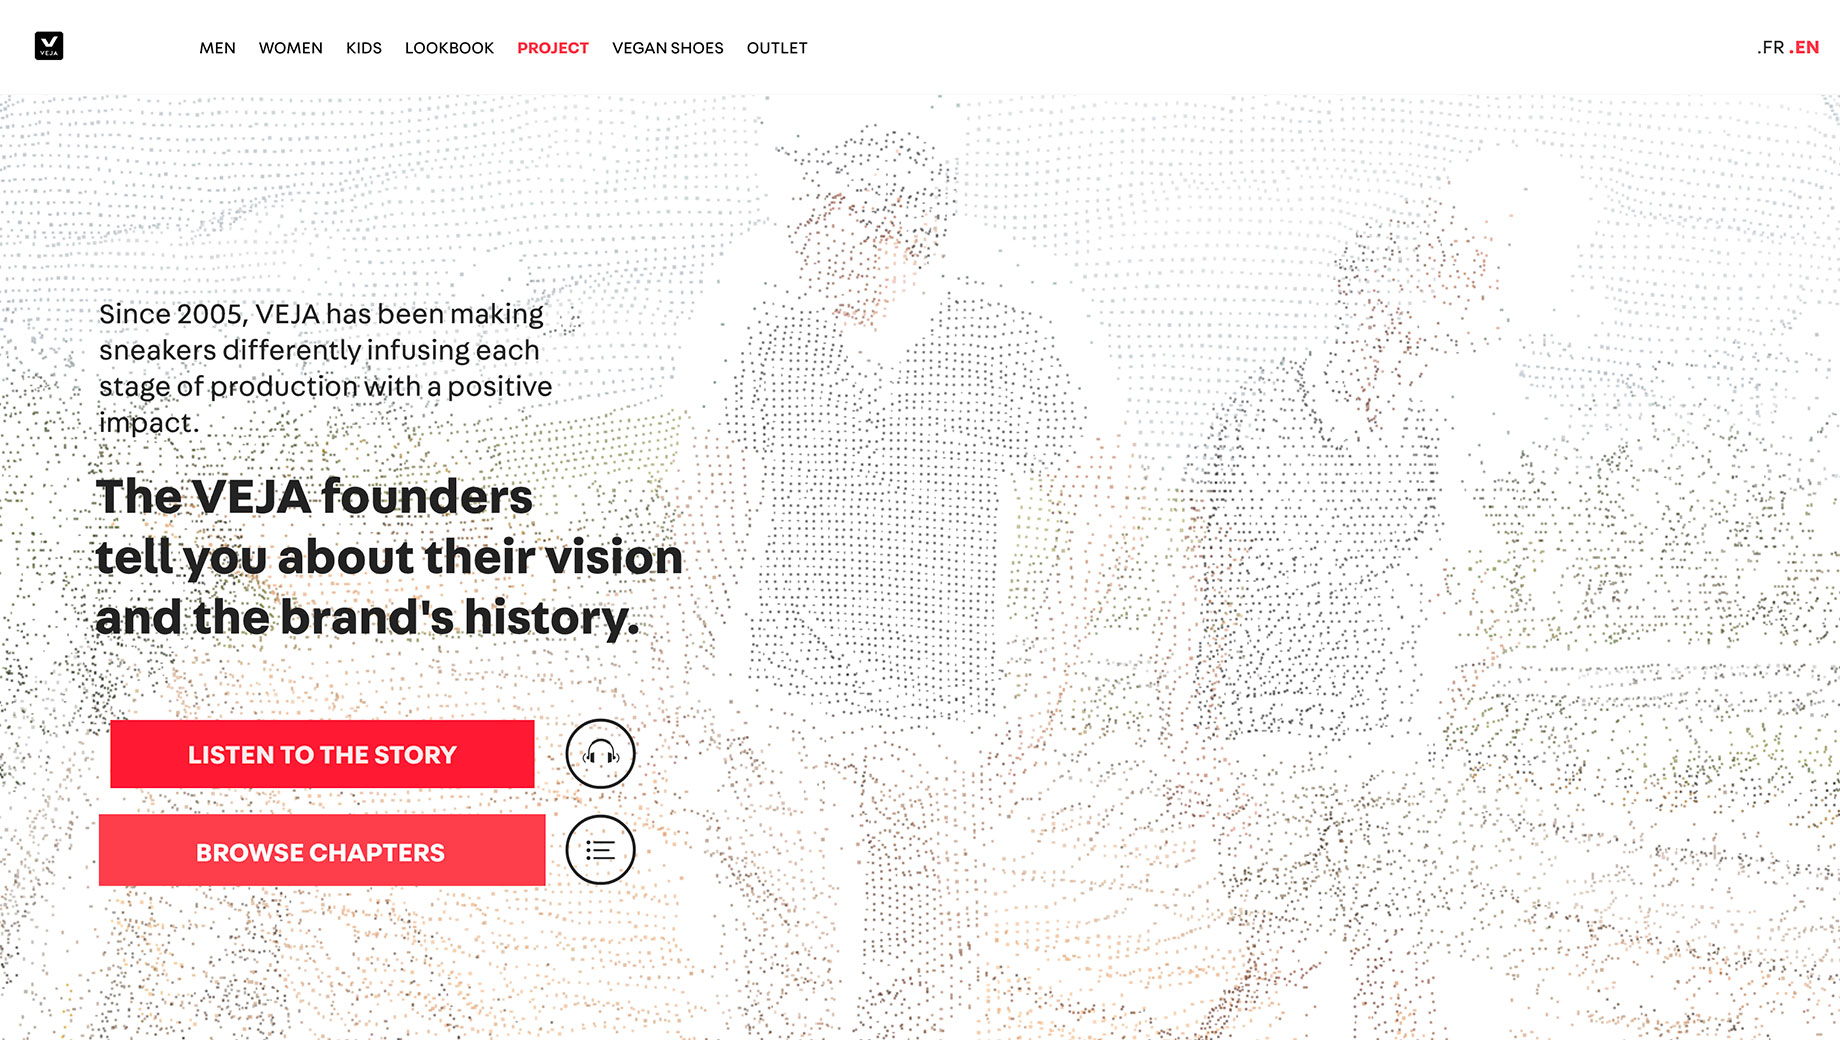 VEJA
MEN WOMEN KIDS LOOKBOOK PROJECT VEGAN SHOES OUTLET
.FR .EN
Since 2005, VEJA has been making
sneakers differently infusing each
stage of production with a positive
impact.
The VEJA founders
tell you about their vision
and the brand's history.
LISTEN TO THE STORY
BROWSE CHAPTERS